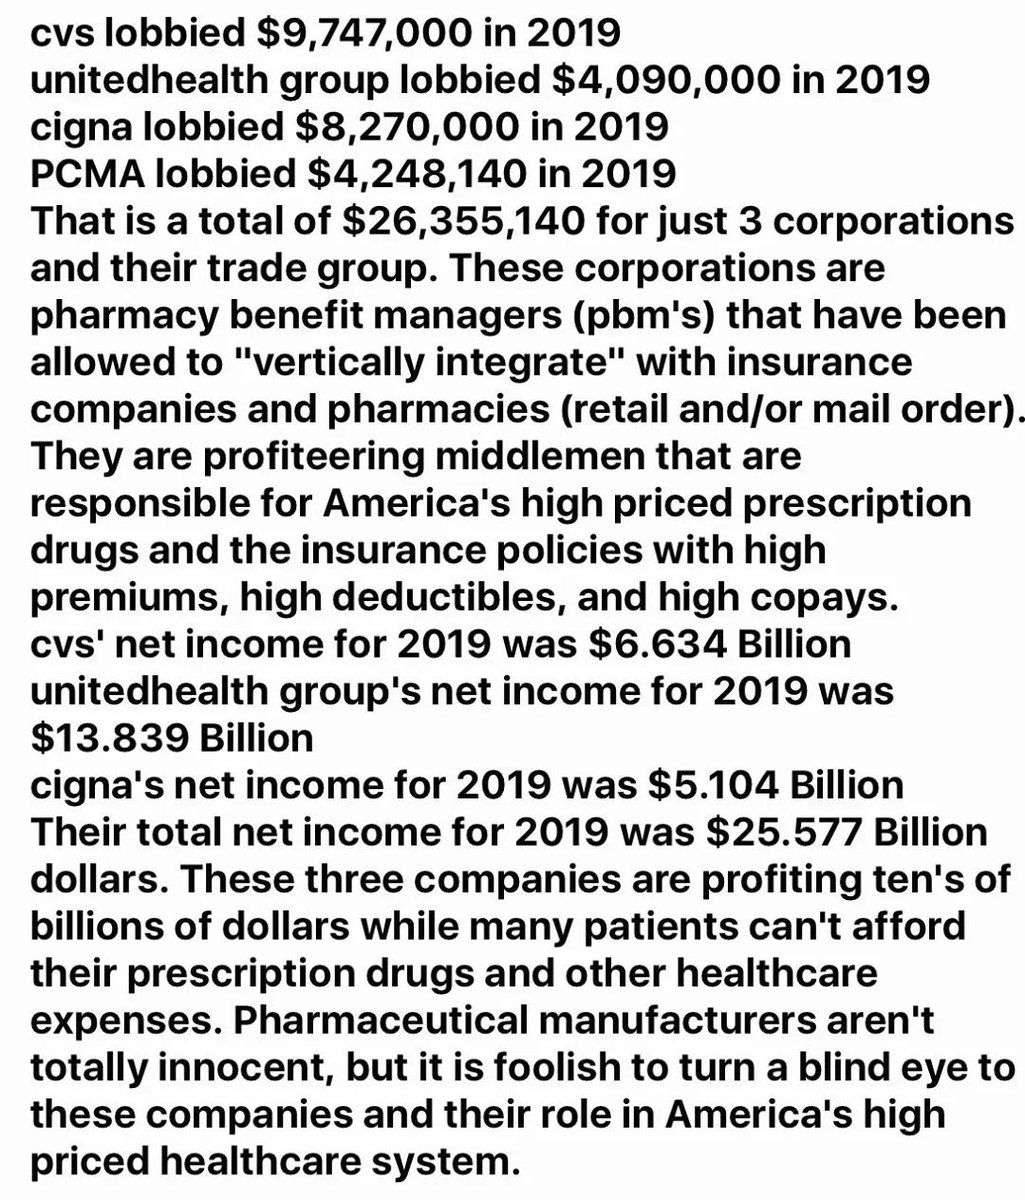 cvs lobbied $9,747,000 in 2019
unitedhealth group lobbied $4,090,000 in 2019
cigna lobbied $8,270,000 in 2019
PCMA lobbied $4,248,140 in 2019
That is a total of $26,355,140 for just 3 corporations
and their trade group. These corporations are
pharmacy benefit managers (pbm's) that have been
allowed to "vertically integrate" with insurance
companies and pharmacies (retail and/or mail order).
They are profiteering middlemen that are
responsible for America's high priced prescription
drugs and the insurance policies with high
premiums, high deductibles, and high copays.
cvs' net income for 2019 was $6.634 Billion
unitedhealth group's net income for 2019 was
$13.839 Billion
cigna's net income for 2019 was $5.104 Billion
Their total net income for 2019 was $25.577 Billion
dollars. These three companies are profiting ten's of
billions of dollars while many patients can't afford
their prescription drugs and other healthcare
expenses. Pharmaceutical manufacturers aren't
totally innocent, but it is foolish to turn a blind eye to
these companies and their role in America's high
priced healthcare system.